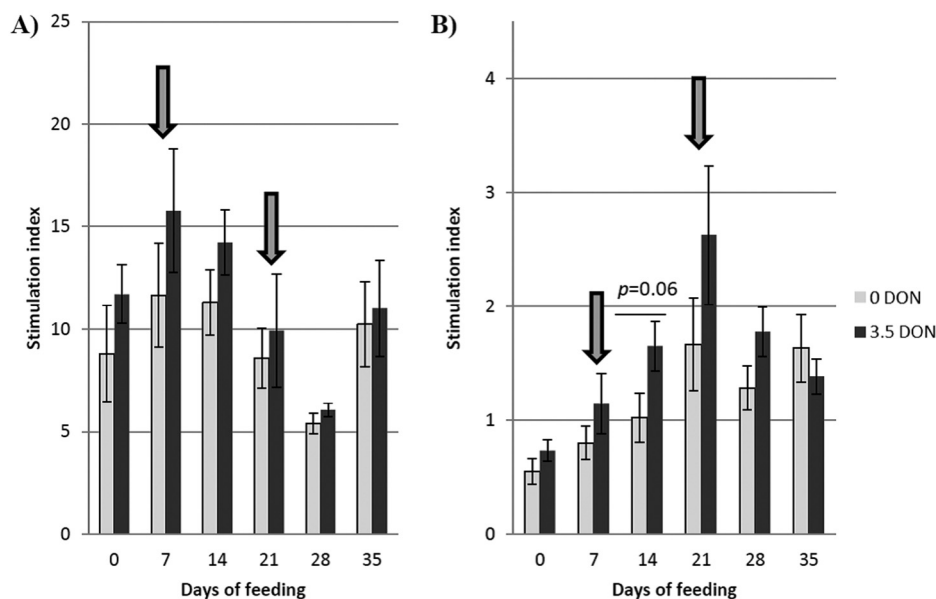 A)
Stimulation index
25
20
15
10
5
0
0 7 14 21 28 35
Days of feeding
B)
Stimulation index
4
3
2
1
0
p=0.06
0 7 14 21 28 35
Days of feeding
0 DON
3.5 DON